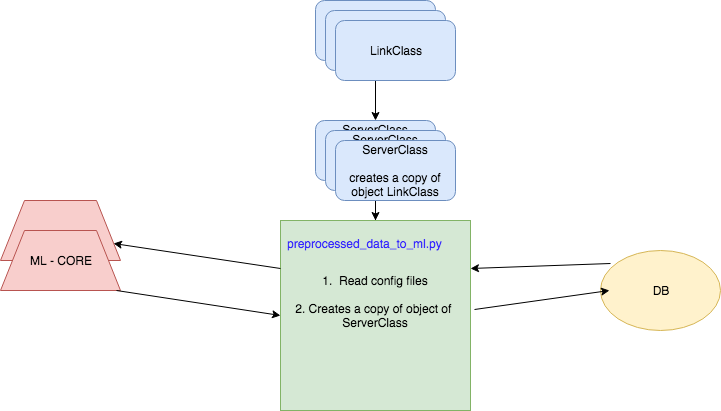 LinkClass
ServerClass
ServerClass
ServerClass
creates a copy of
object LinkClass
preprocessed_data_to_ml.py
1. Read config files
2. Creates a copy of object of
ServerClass
ML - CORE
DB